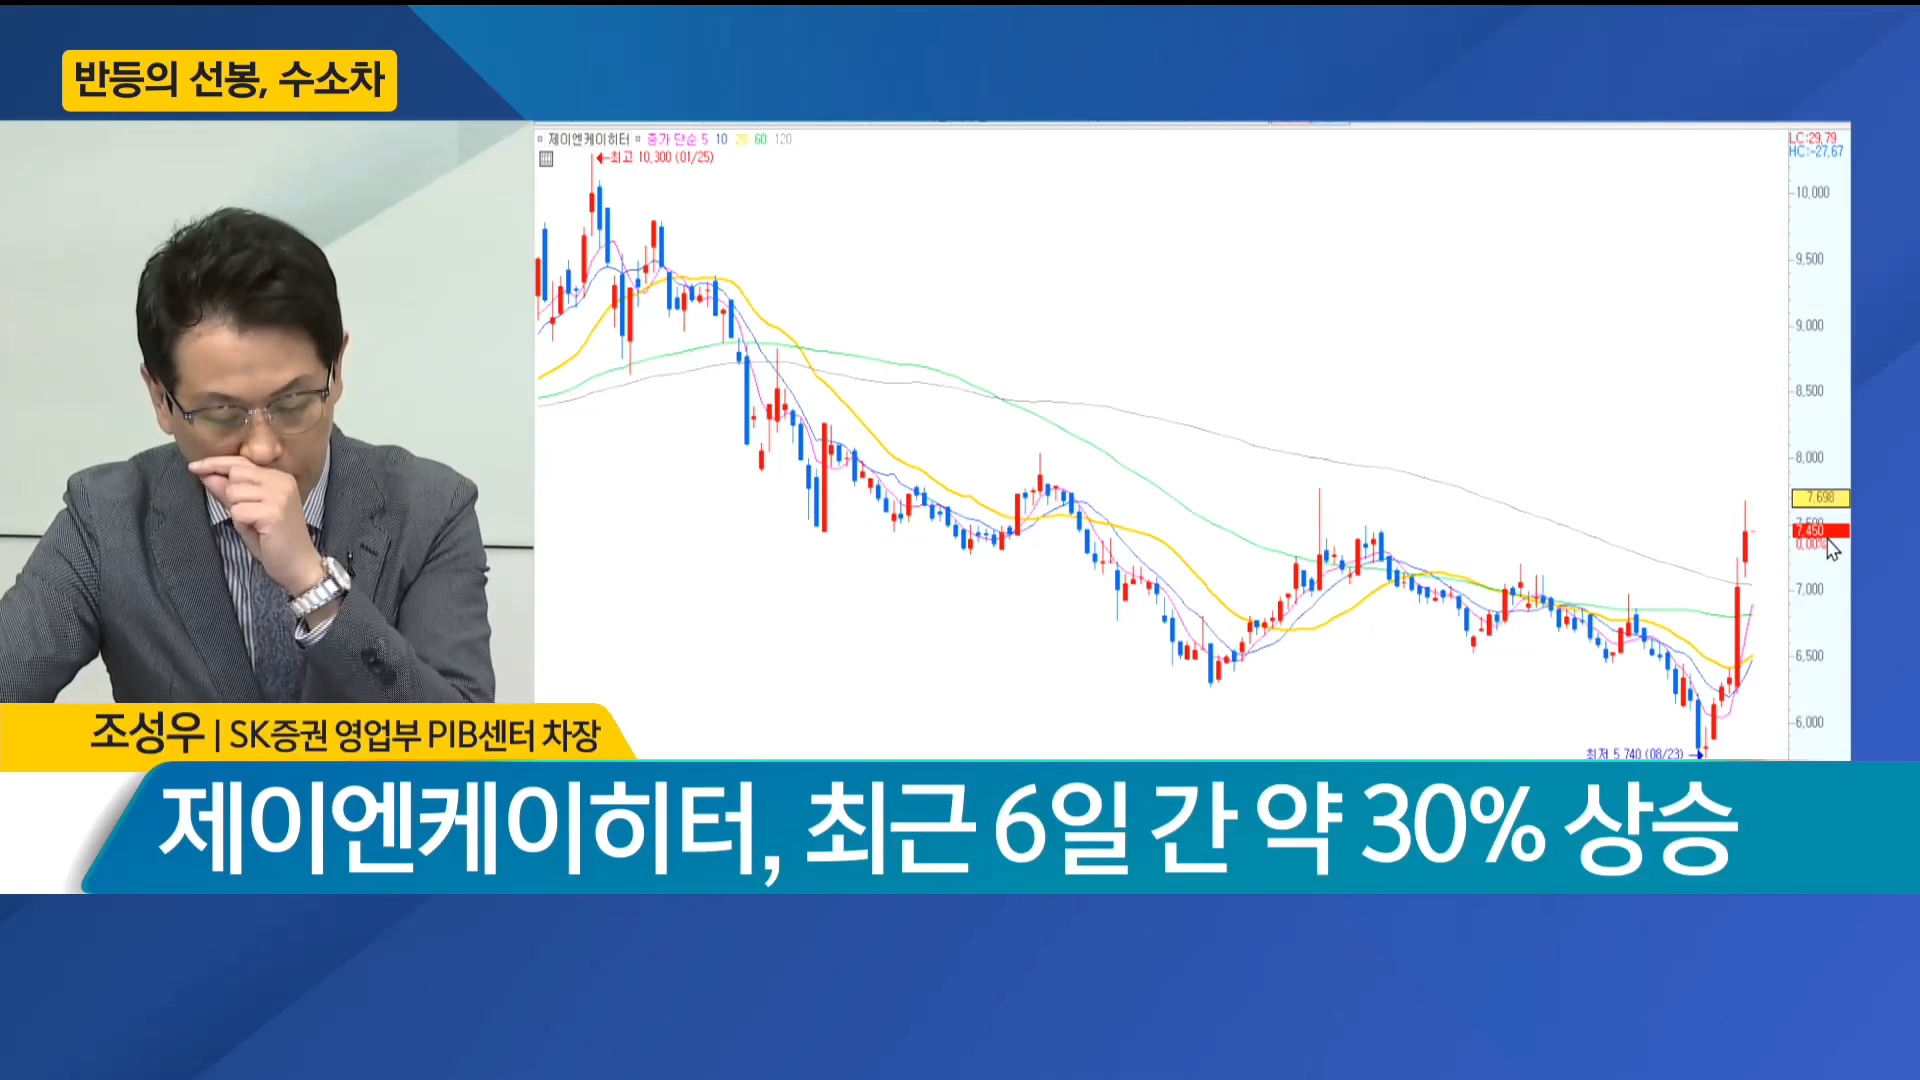 반등의 선봉, 수소차
제이엔케이히터 종가 단순 5 10 20 60 120
최고 10,300 (01/25)
LC:29.79
HC:-27.67
10,000
9,500
9,000
8,500
8,000
7,698
7,500
7,450
0.00%
7,000
6,500
6,000
최저 5,740 (08/23)
조성우 | SK증권 영업부 PIB센터 차장
제이엔케이히터, 최근 6일 간 약 30% 상승